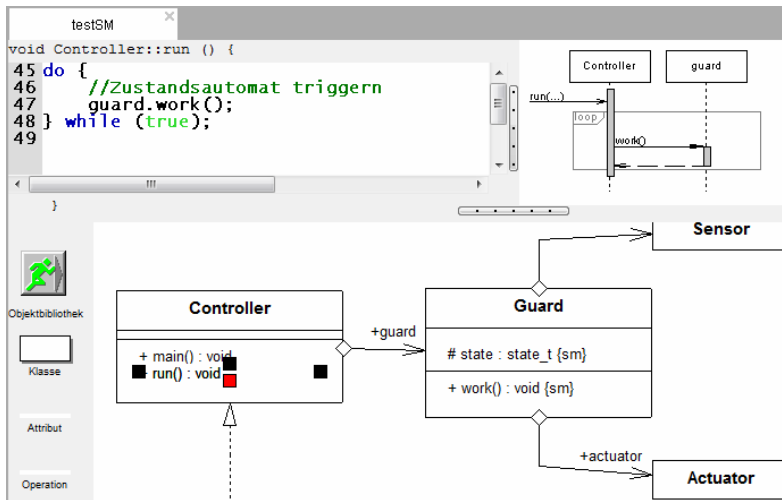 testSM
void Controller::run () {
45 do {
46 //Zustandsautomat triggern
47 guard.work();
48 } while (true);
49
}
Controller
guard
run(...)
loop
work()
Objektbibliothek
Klasse
Attribut
Operation
Controller
+ main() : void
+ run() : void
+guard
Guard
# state : state_t {sm}
+ work() : void {sm}
Sensor
+actuator
Actuator